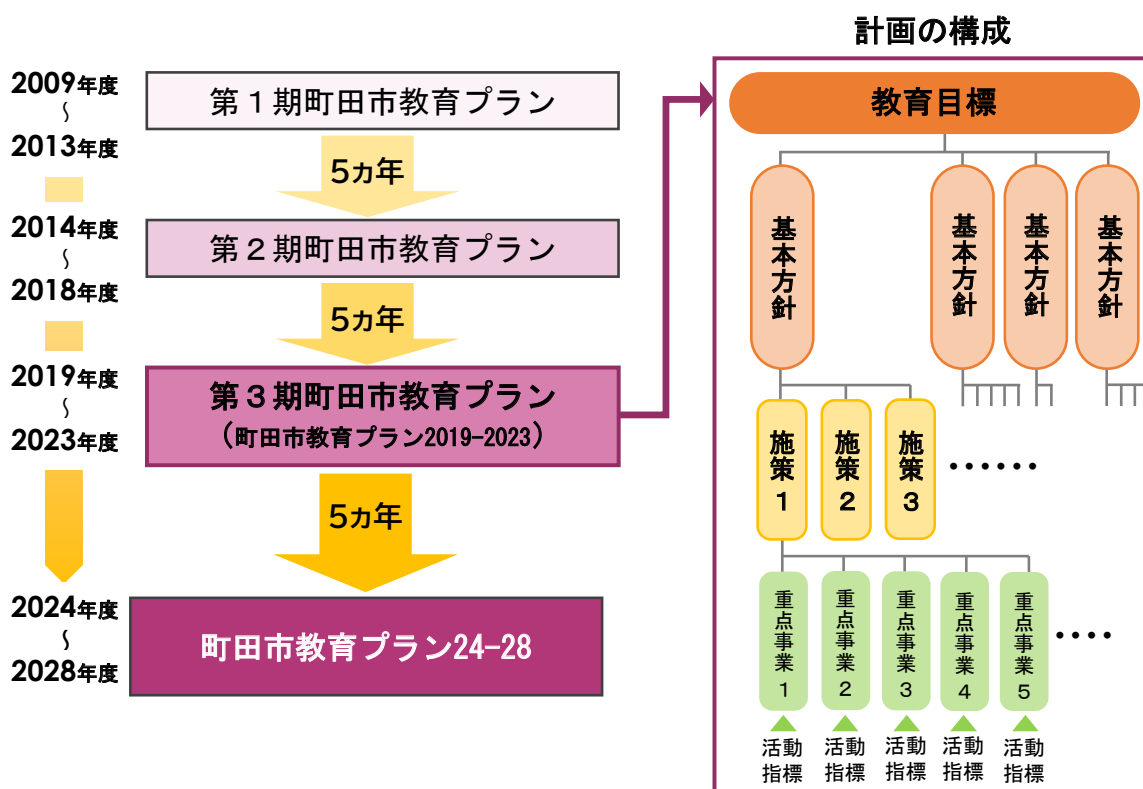 2009年度
～
2013年度
第１期町田市教育プラン
5ヵ年
2014年度
～
2018年度
第２期町田市教育プラン
5ヵ年
2019年度
～
2023年度
第３期町田市教育プラン
（町田市教育プラン2019-2023）
5ヵ年
2024年度
～
2028年度
町田市教育プラン24-28
計画の構成
教育目標
基本方針
基本方針
基本方針
基本方針
施策１
施策２
施策３
・・・・・・
重点事業１
重点事業２
重点事業３
重点事業４
重点事業５
・・・・
活動
指標
活動
指標
活動
指標
活動
指標
活動
指標